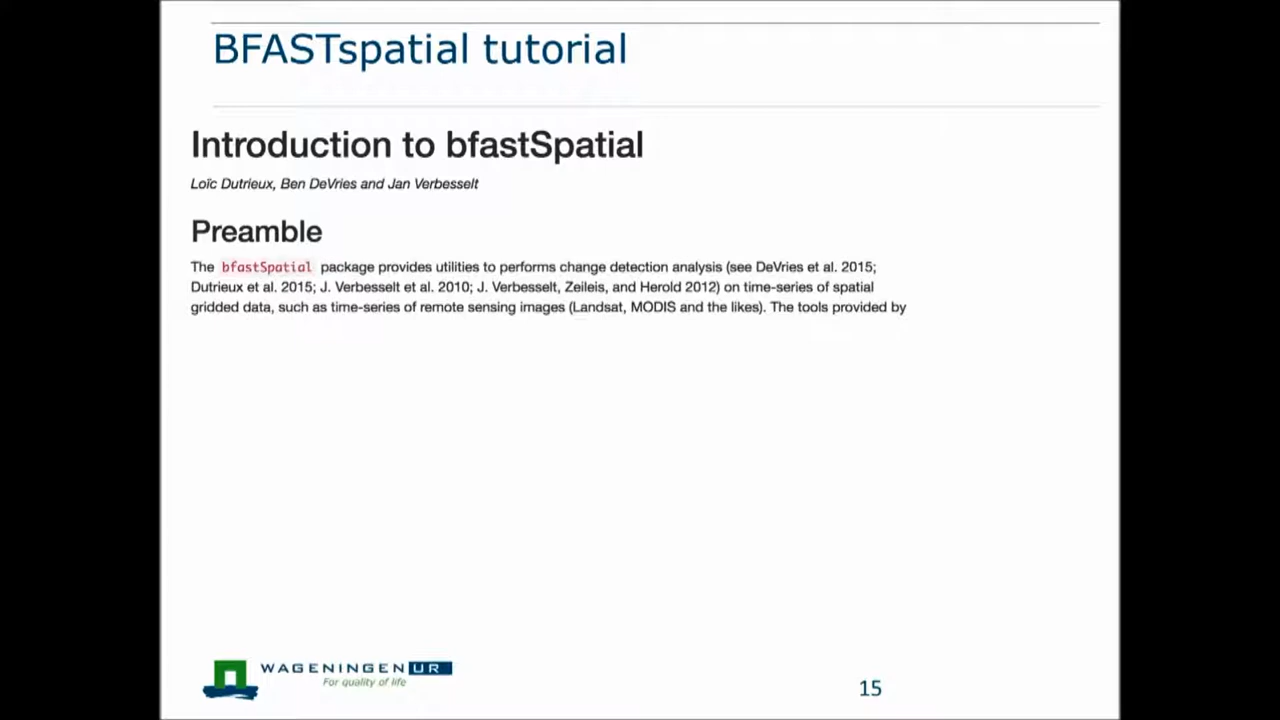 BFASTspatial tutorial
Introduction to bfastSpatial
Loïc Dutrieux, Ben DeVries and Jan Verbesselt
Preamble
The bfastSpatial package provides utilities to performs change detection analysis (see DeVries et al. 2015;
Dutrieux et al. 2015; J. Verbesselt et al. 2010; J. Verbesselt, Zeileis, and Herold 2012) on time-series of spatial
gridded data, such as time-series of remote sensing images (Landsat, MODIS and the likes). The tools provided by
WAGENINGEN UR
For quality of life
15